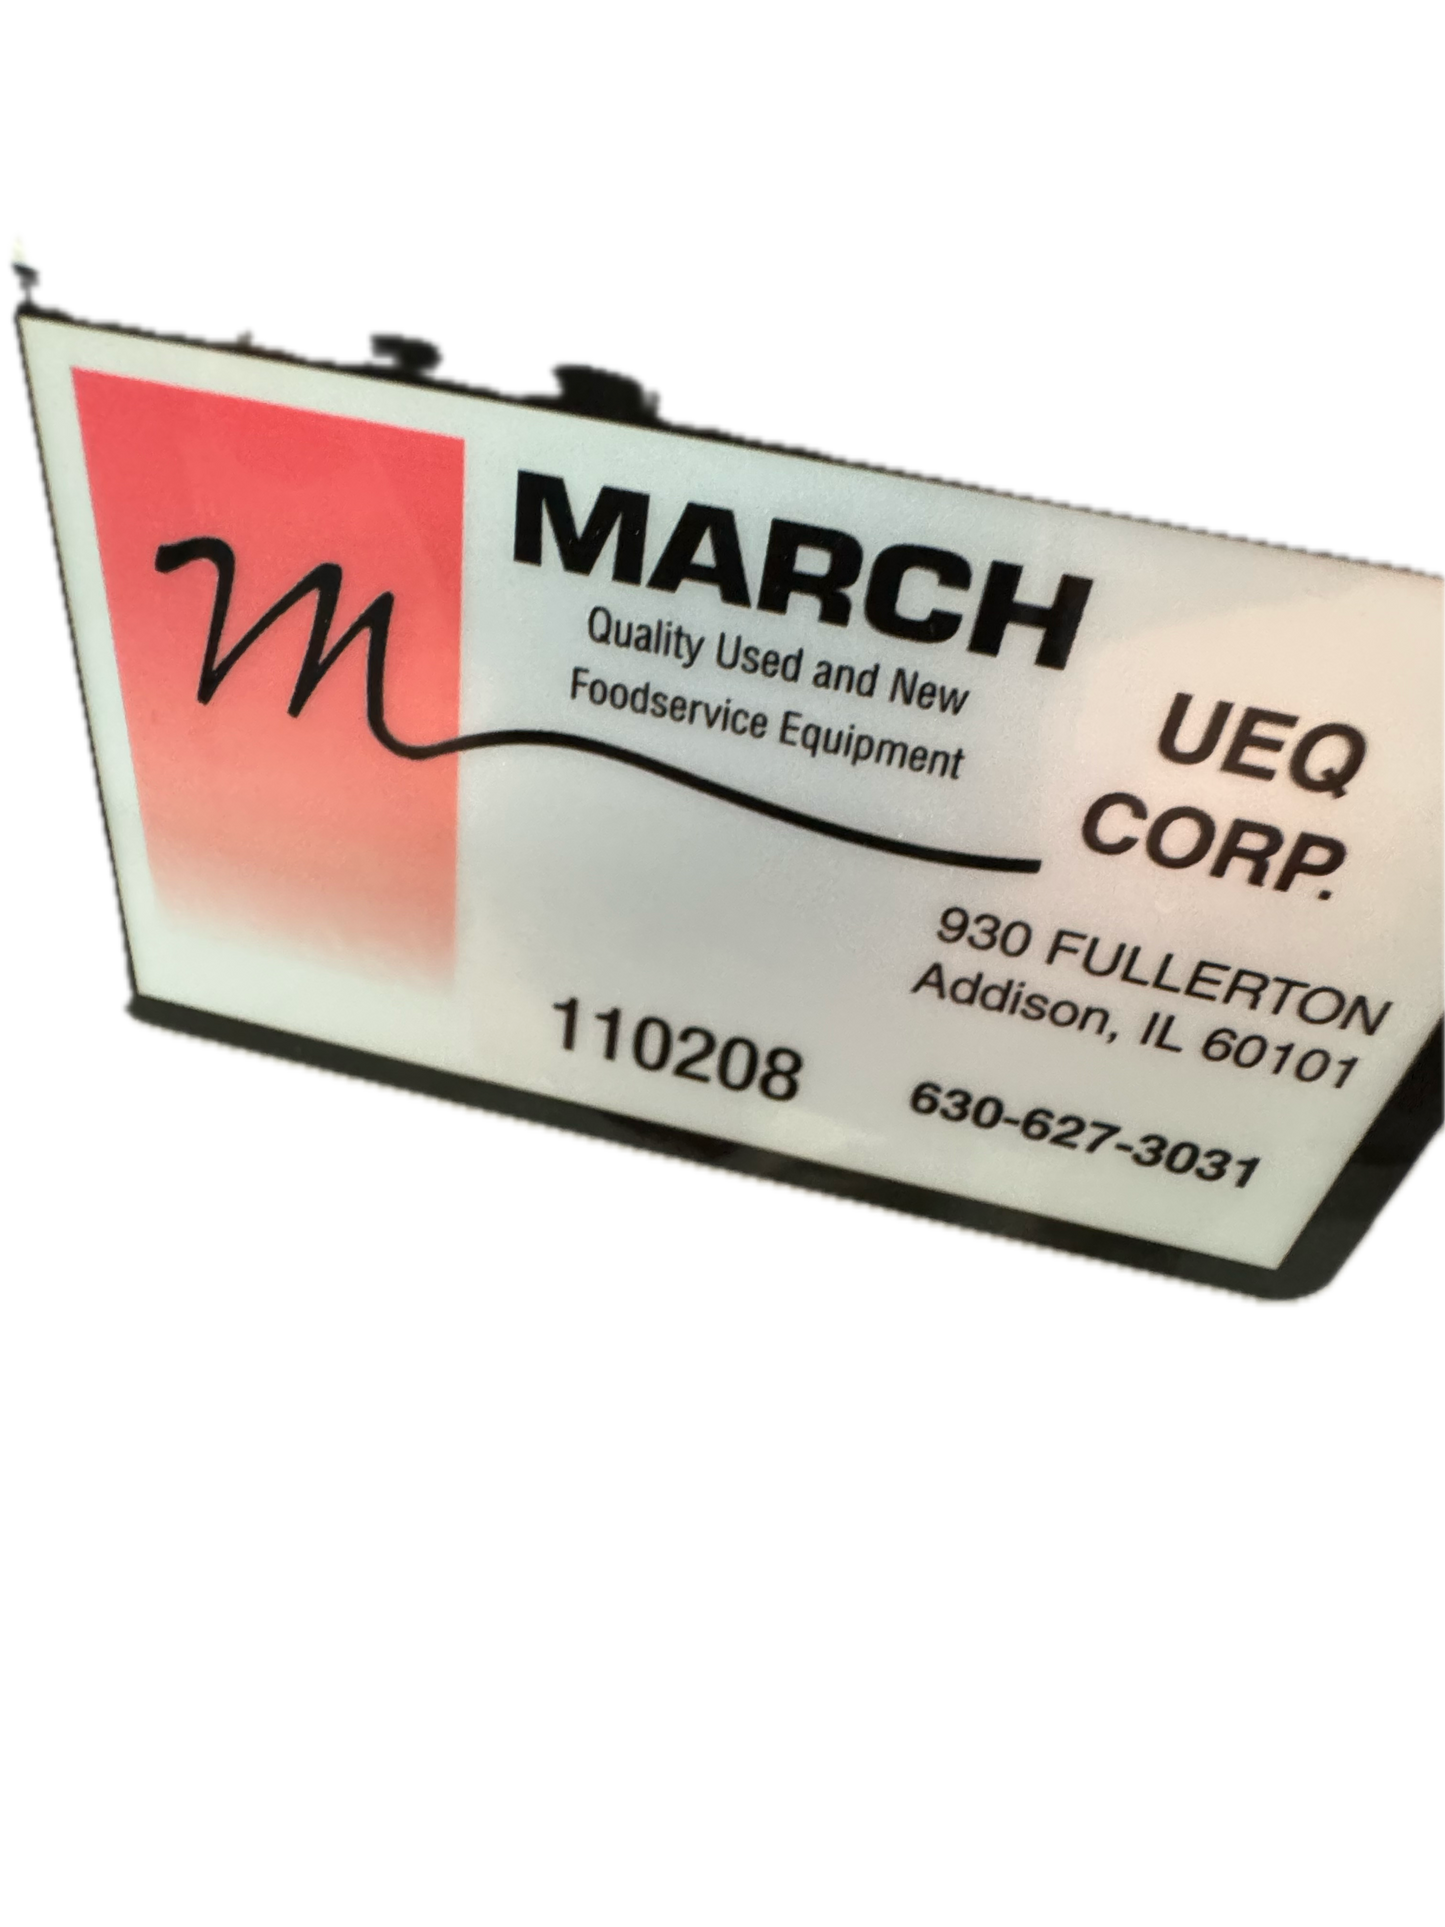 m
MARCH
Quality Used and New
Foodservice Equipment
UEQ
CORP.
930 FULLERTON
Addison, IL 60101
110208
630-627-3031